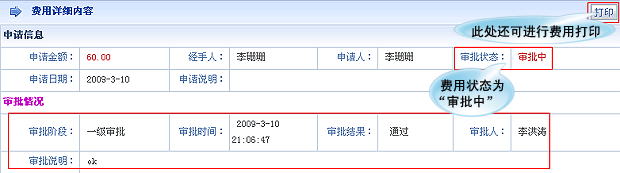 费用详细内容 打印
此处还可进行费用打印
申请信息
申请金额： 60.00 经手人： 李珊珊 申请人： 李珊珊 审批状态： 审批中
申请日期： 2009-3-10 申请说明：
费用状态为
“审批中”
审批情况
审批阶段： 一级审批 审批时间： 2009-3-10
21:06:47 审批结果： 通过 审批人： 李洪涛
审批说明： ok